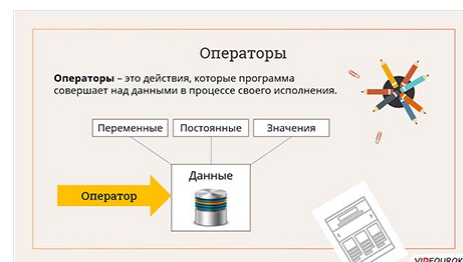 Операторы
Операторы – это действия, которые программа
совершает над данными в процессе своего исполнения.
Переменные Постоянные Значения
Данные
Оператор
VIDEOUROK